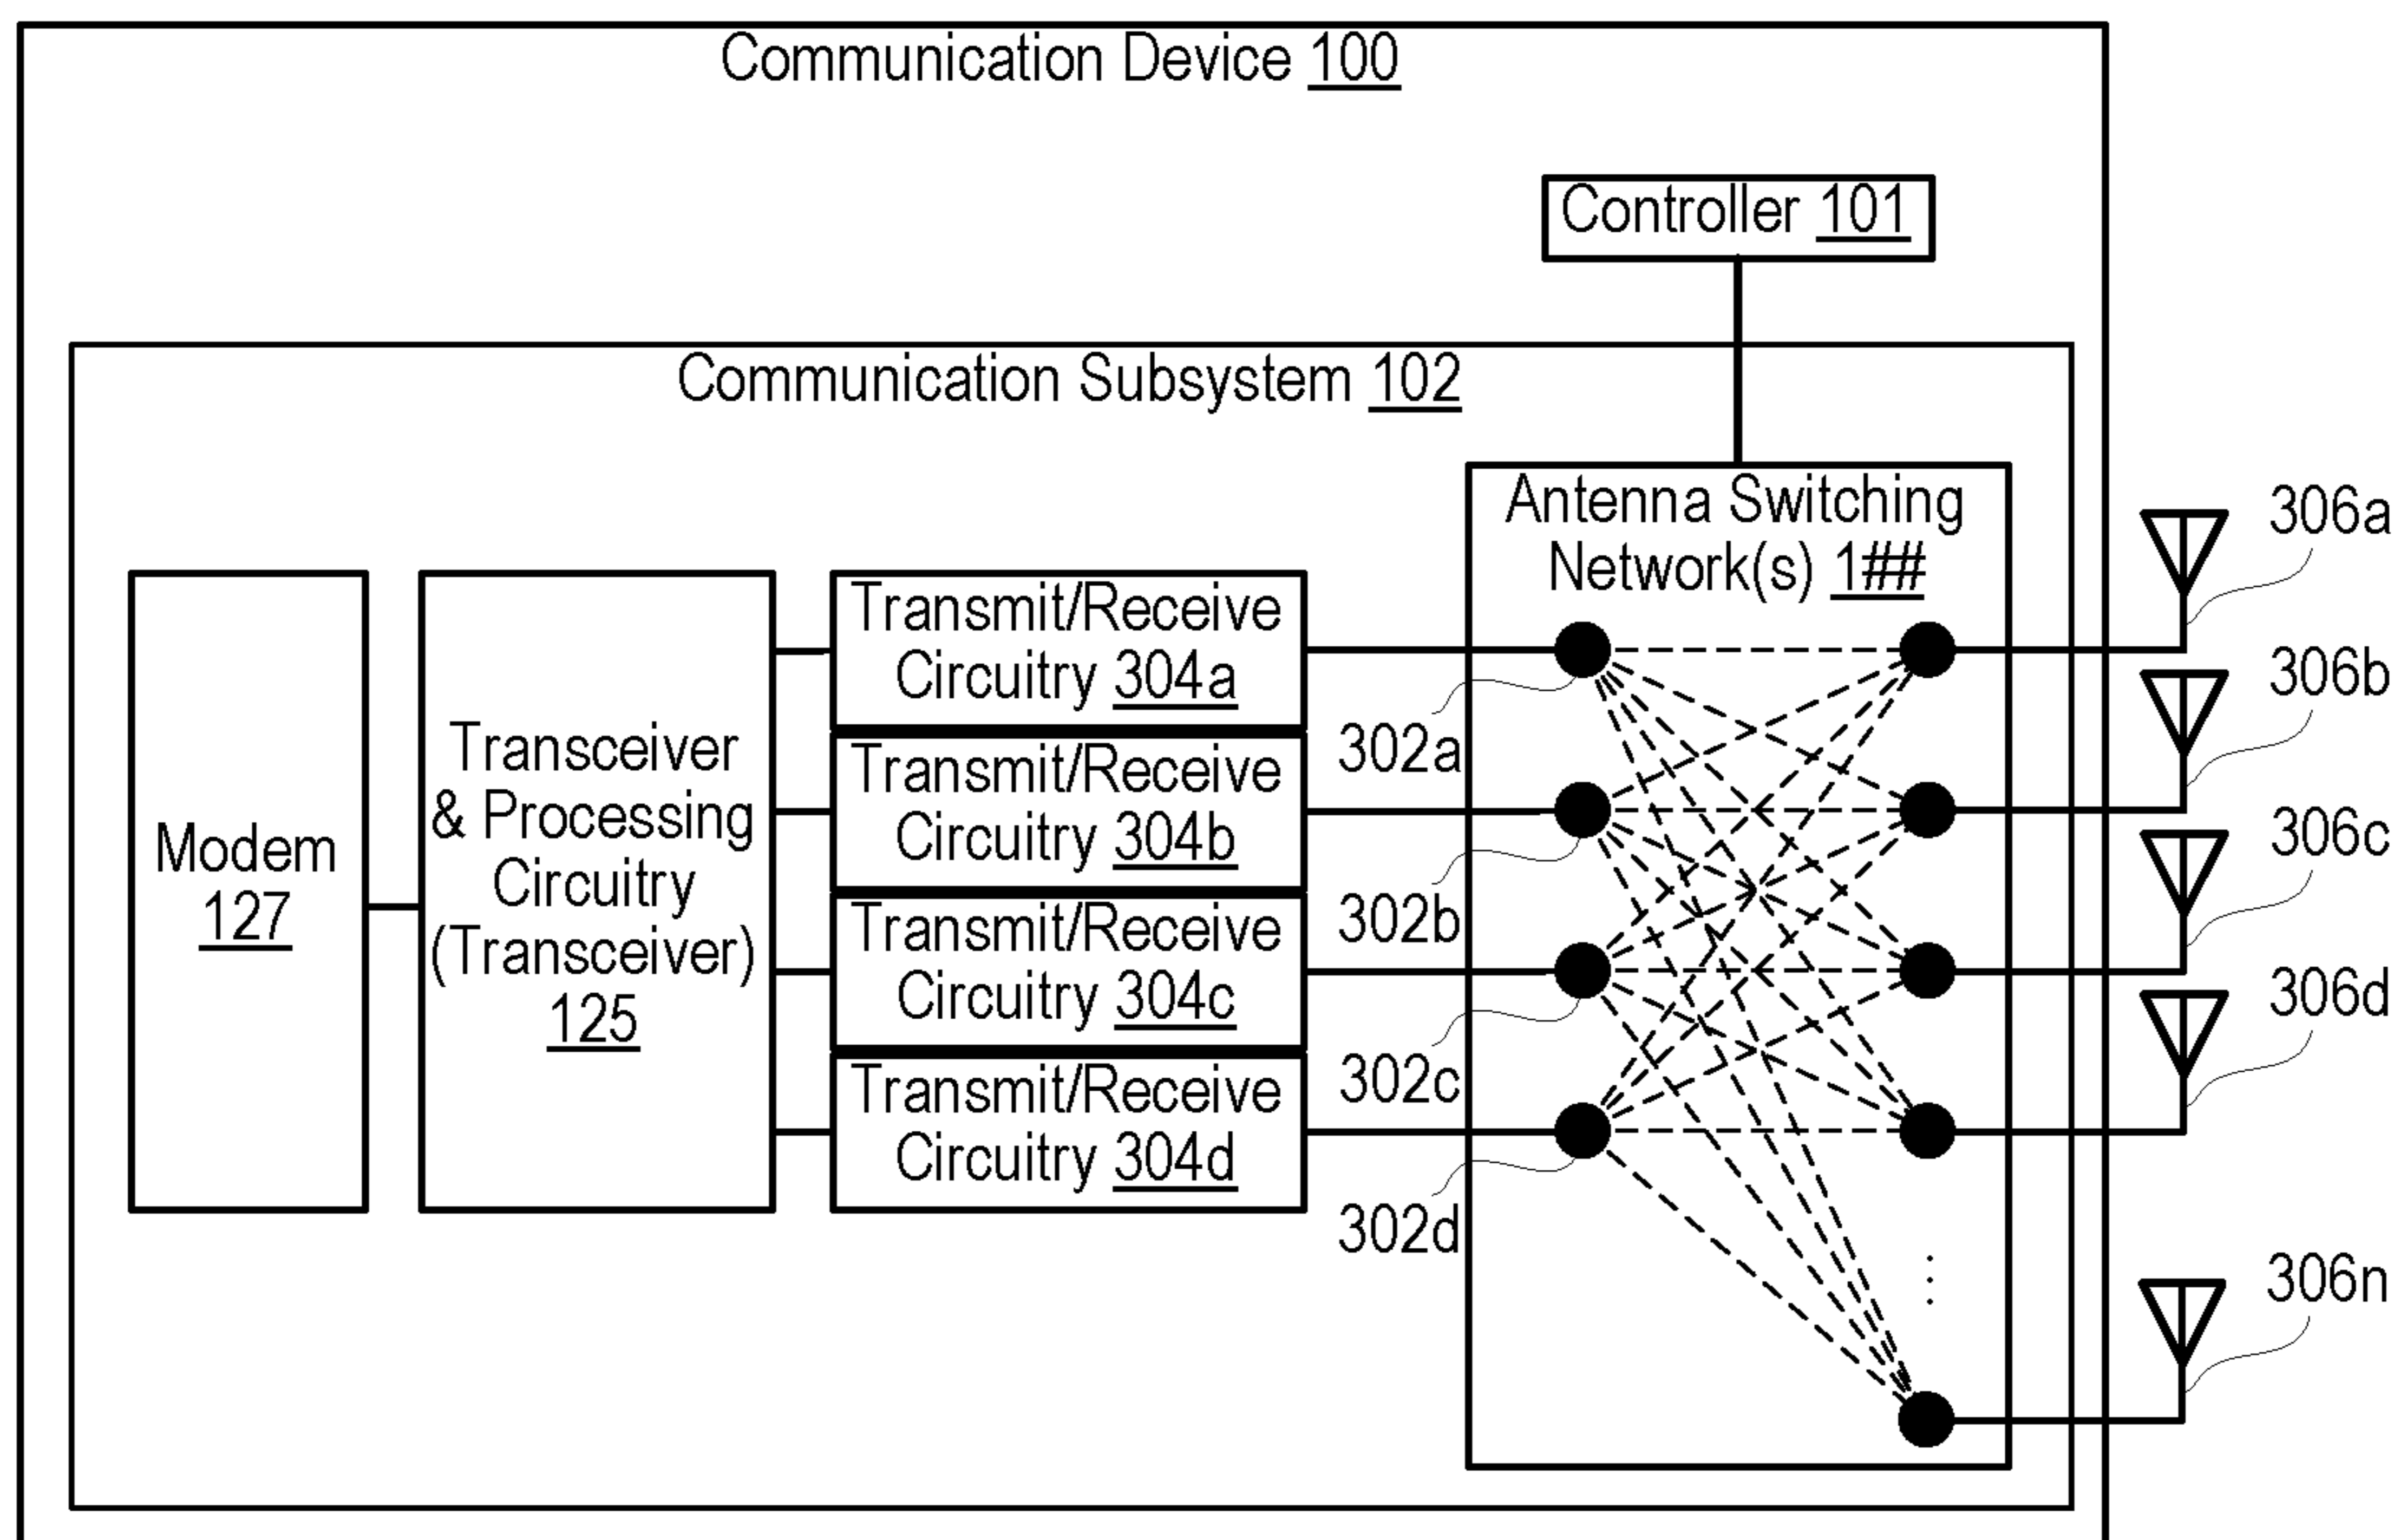 Communication Device 100
Controller 101
Communication Subsystem 102
Antenna Switching
Network(s) 1##
Modem
127
Transceiver
& Processing
Circuitry
(Transceiver)
125
Transmit/Receive
Circuitry 304a
Transmit/Receive
Circuitry 304b
Transmit/Receive
Circuitry 304c
Transmit/Receive
Circuitry 304d
302a
302b
302c
302d
306a
306b
306c
306d
306n